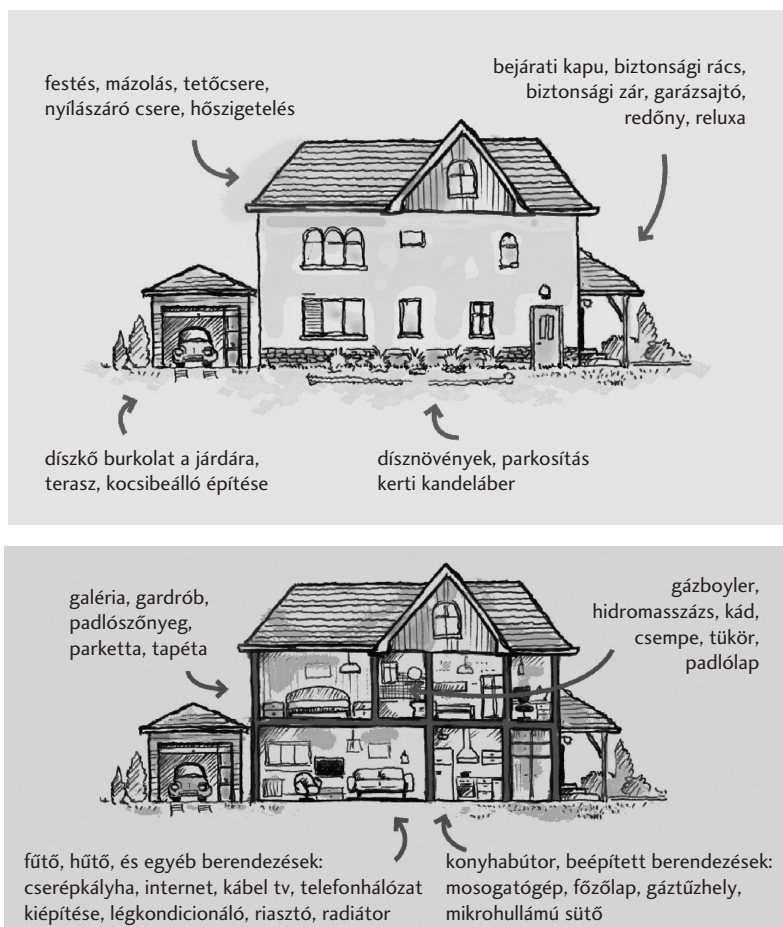 festés, mázolás, tetőcsere,
nyílászáró csere, hőszigetelés
bejárati kapu, biztonsági rács,
biztonsági zár, garázsajtó,
redőny, reluxa
díszkő burkolat a járdára,
terasz, kocsibeálló építése
dísznövények, parkosítás
kerti kandeláber
galéria, gardrób,
padlószőnyeg,
parketta, tapéta
gázboyler,
hidromasszázs, kád,
csempe, tükör,
padlólap
fűtő, hűtő, és egyéb berendezések:
cserépkályha, internet, kábel tv, telefonhálózat
kiépítése, légkondicionáló, riasztó, radiátor
konyhabútor, beépített berendezések:
mosogatógép, főzőlap, gáztűzhely,
mikrohullámú sütő